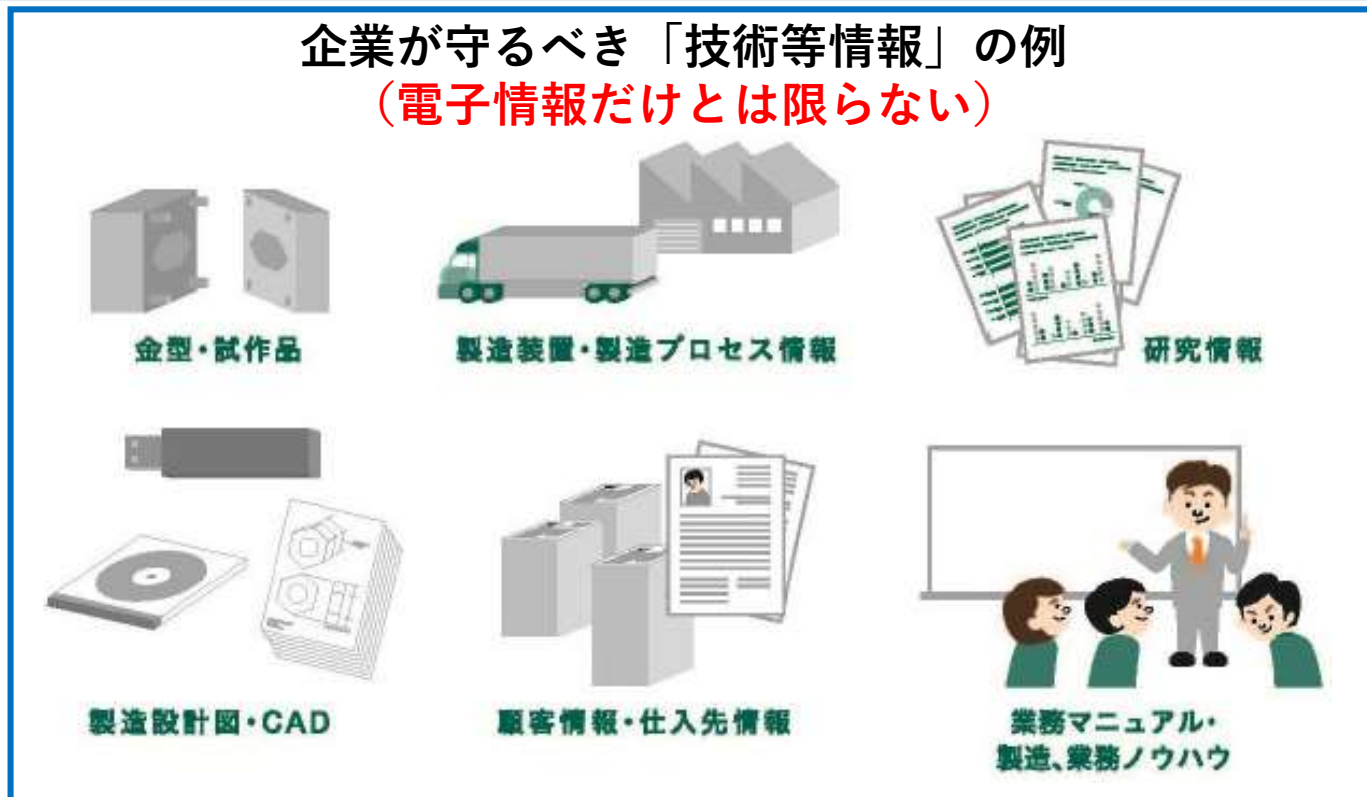 企業が守るべき「技術等情報」の例
（電子情報だけとは限らない）
金型・試作品
製造装置・製造プロセス情報
研究情報
製造設計図・CAD
顧客情報・仕入先情報
業務マニュアル・
製造、業務ノウハウ